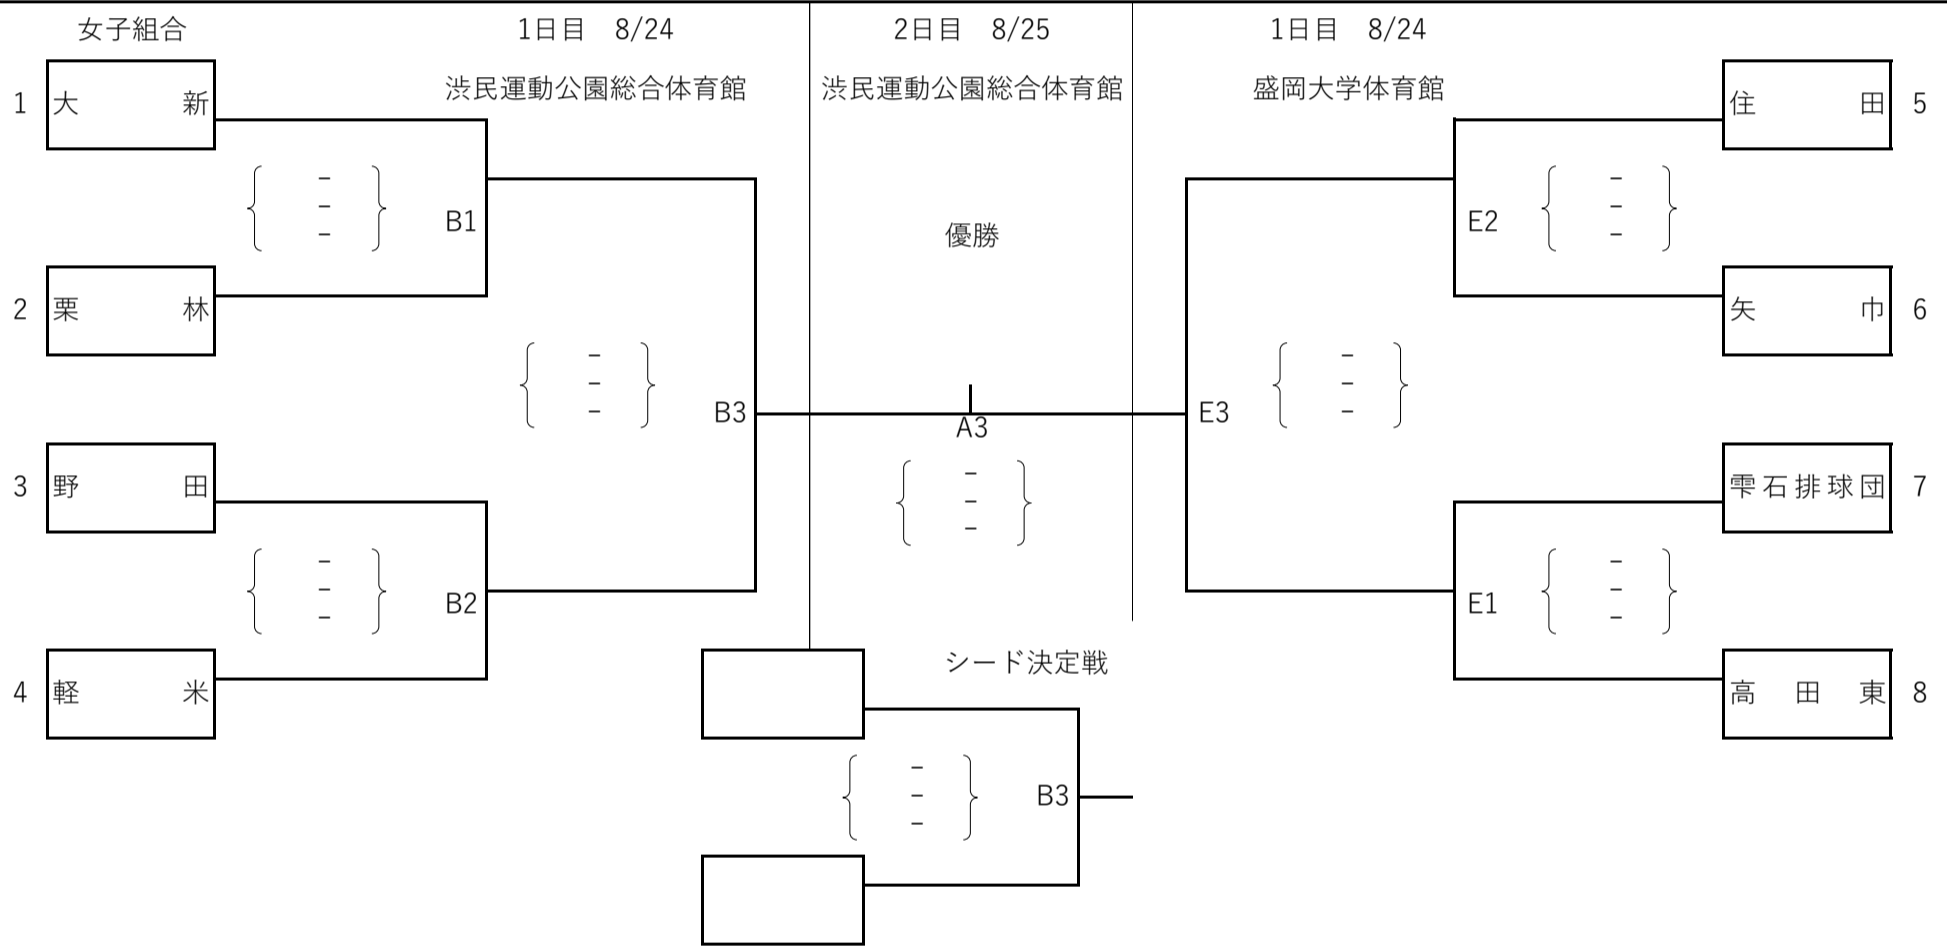 女子組合
1日目 8/24
2日目 8/25
1日目 8/24
渋民運動公園総合体育館
渋民運動公園総合体育館
盛岡大学体育館
1 大 新
住 田 5
- - -
B1
優勝
E2
- - -
2 栗 林
矢 巾 6
- - -
B3
A3
E3
- - -
- - -
3 野 田
雫石排球団 7
- - -
B2
E1
- - -
シード決定戦
4 軽 米
高 田 東 8
- - -
B3